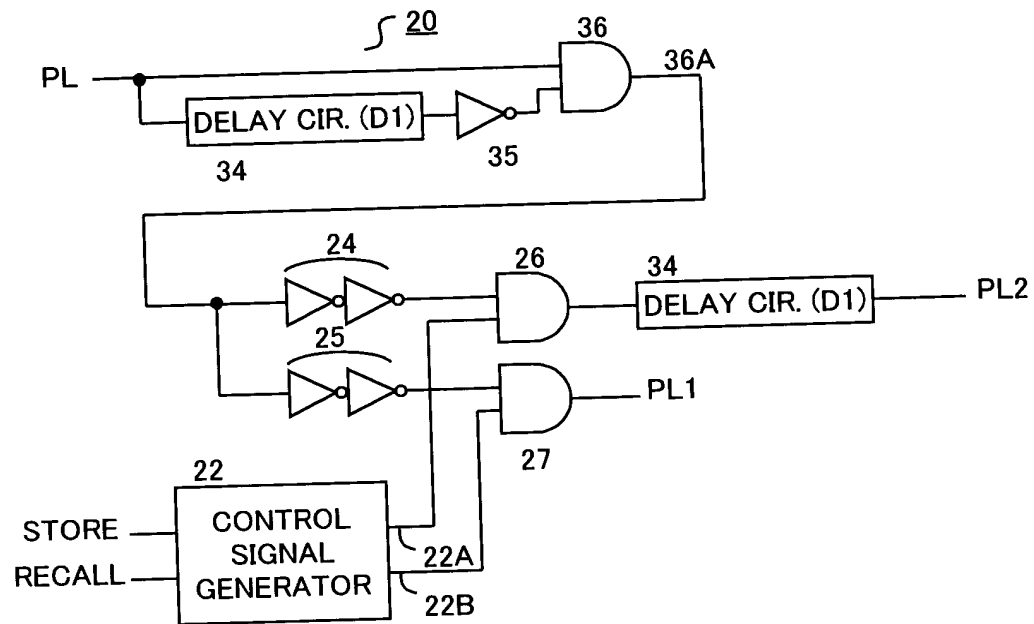 20
36
PL
36A
DELAY CIR. (D1)
34
35
24
26
34
DELAY CIR. (D1)
PL2
25
PL1
27
22
STORE
RECALL
CONTROL
SIGNAL
GENERATOR
22A
22B